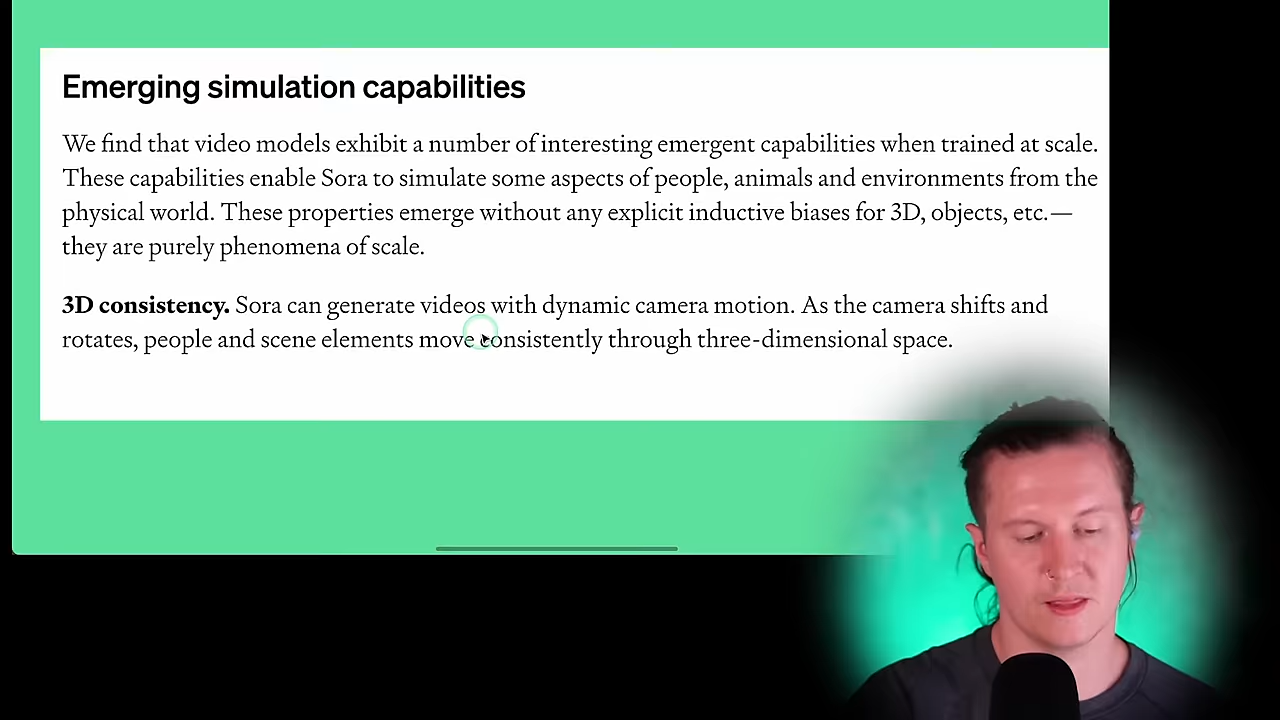 Emerging simulation capabilities
We find that video models exhibit a number of interesting emergent capabilities when trained at scale.
These capabilities enable Sora to simulate some aspects of people, animals and environments from the
physical world. These properties emerge without any explicit inductive biases for 3D, objects, etc.—
they are purely phenomena of scale.
3D consistency. Sora can generate videos with dynamic camera motion. As the camera shifts and
rotates, people and scene elements move consistently through three-dimensional space.